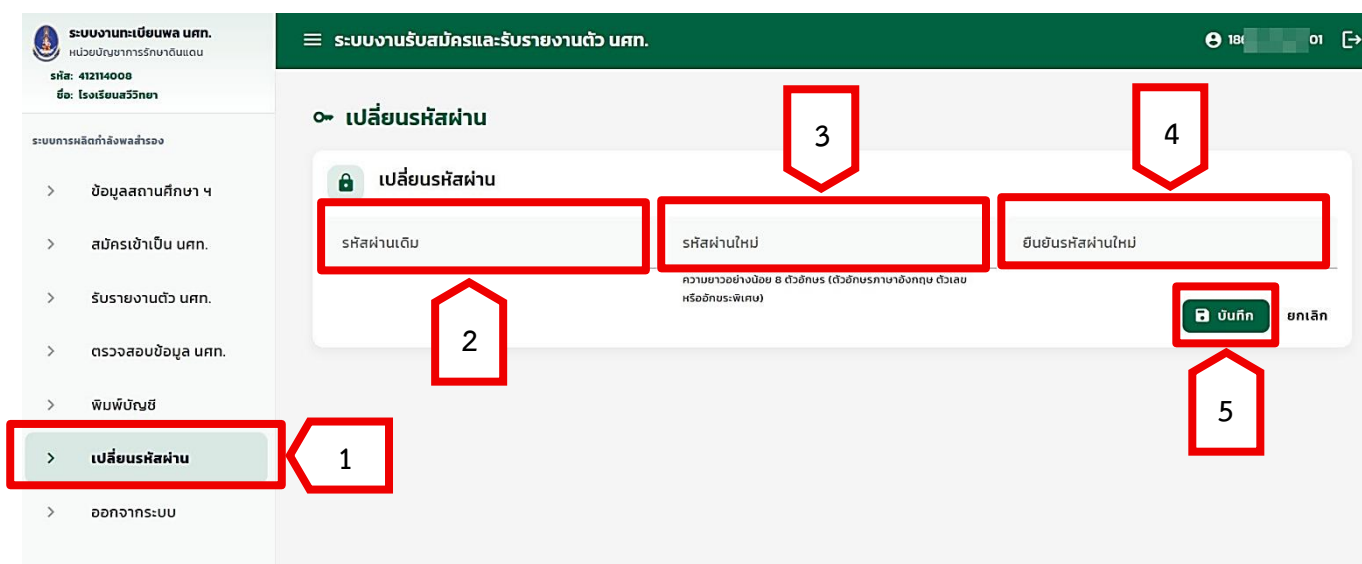 ระบบงานทะเบียนพล นศท.
หน่วยบัญชาการรักษาดินแดน
รหัส: 412114008
ชื่อ: โรงเรียนสวีวิทยา
ระบบการผลิตกำลังพลสำรอง
ข้อมูลสถานศึกษา ฯ
สมัครเข้าเป็น นศท.
รับรายงานตัว นศท.
ตรวจสอบข้อมูล นศท.
พิมพ์บัญชี
เปลี่ยนรหัสผ่าน
ออกจากระบบ
1
ระบบงานรับสมัครและรับรายงานตัว นศท.
01
เปลี่ยนรหัสผ่าน
3
4
เปลี่ยนรหัสผ่าน
รหัสผ่านเดิม
รหัสผ่านใหม่
ยืนยันรหัสผ่านใหม่
ความยาวอย่างน้อย 8 ตัวอักษร (ตัวอักษรภาษาอังกฤษ ตัวเลข
หรืออักขระพิเศษ)
บันทึก
ยกเลิก
2
5